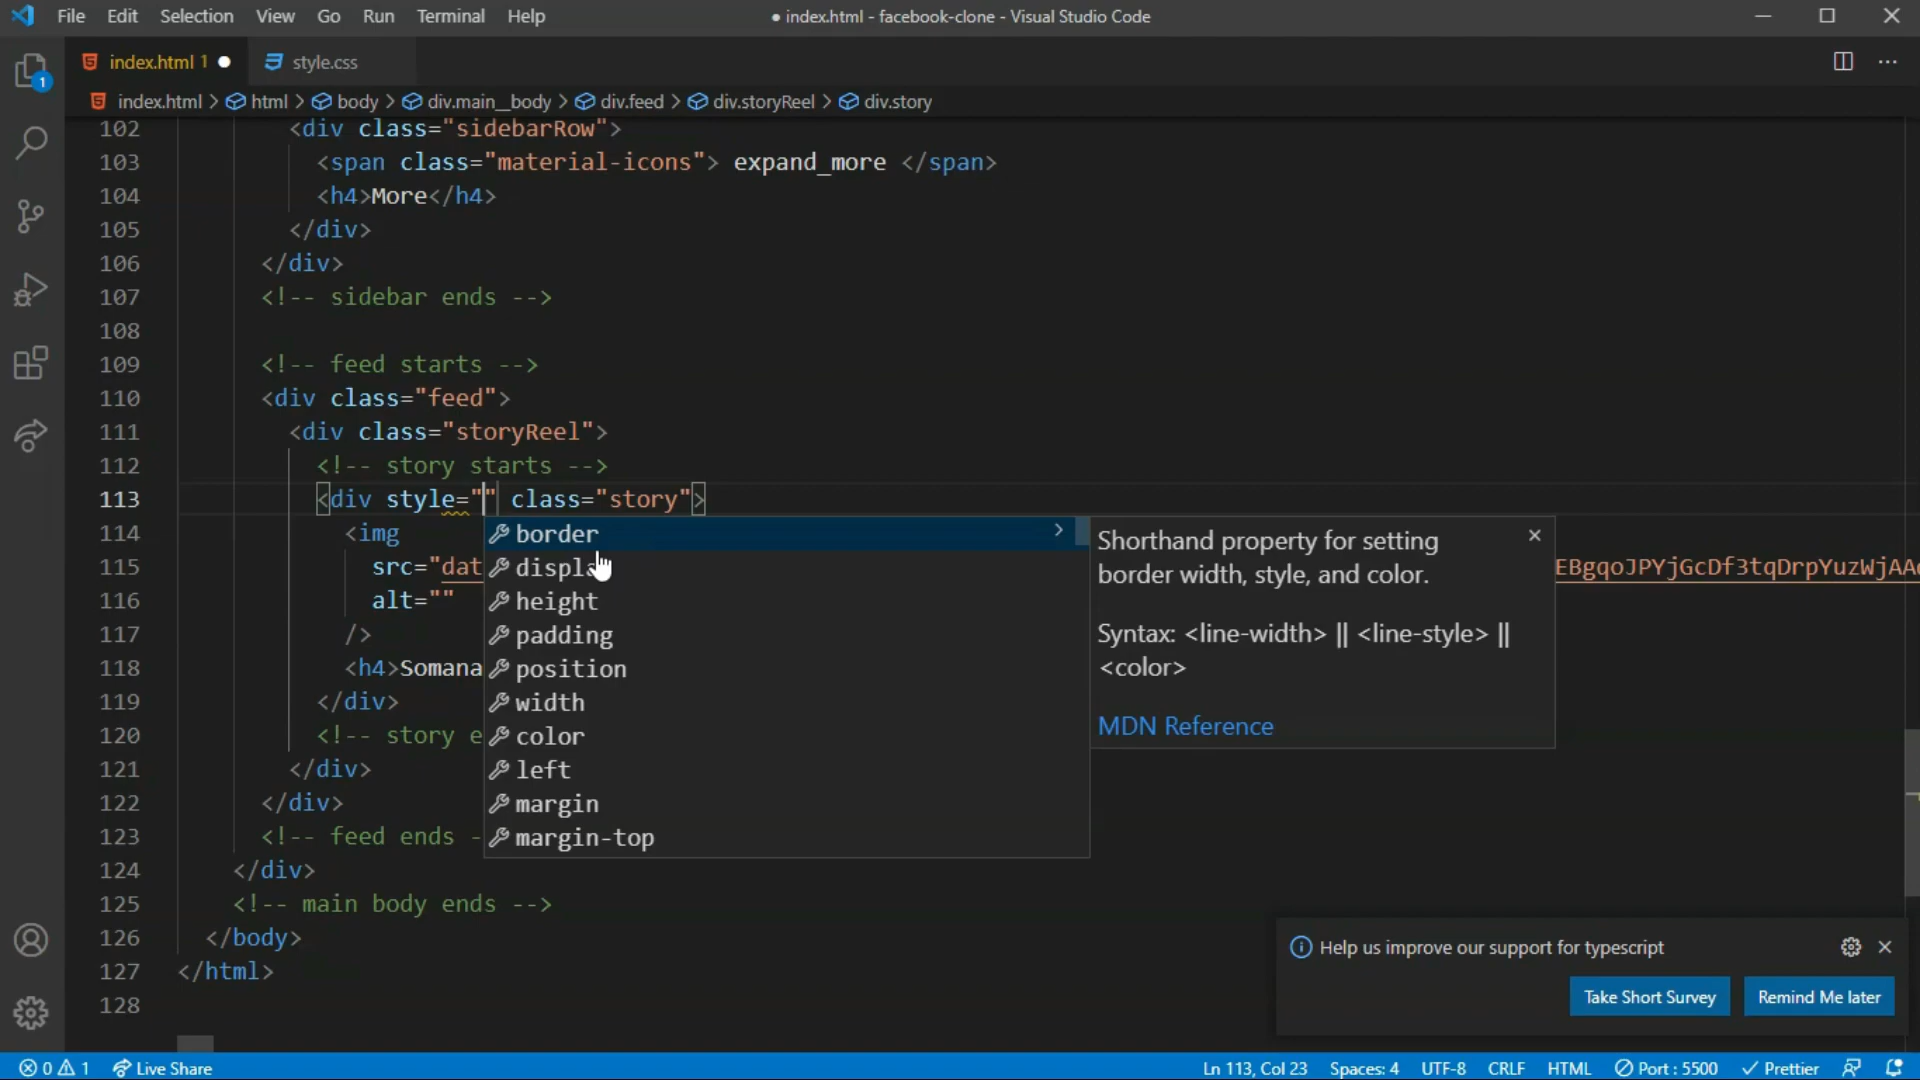 File Edit Selection View Go Run Terminal Help
● index.html - facebook-clone - Visual Studio Code
index.html 1 ●
style.css
index.html > html > body > div.main__body > div.feed > div.storyReel > div.story
102 <div class="sidebarRow">
103 <span class="material-icons"> expand_more </span>
104 <h4>More</h4>
105 </div>
106 </div>
107 <!-- sidebar ends -->
108
109 <!-- feed starts -->
110 <div class="feed">
111 <div class="storyReel">
112 <!-- story starts -->
113 <div style="" class="story">
114 <img
115 src="dat
EBgqoJPYjGcDf3tqDrpYuzWjAA
116 alt=""
117 />
118 <h4>Somana
119 </div>
120 <!-- story e
121 </div>
122 </div>
123 <!-- feed ends -
124 </div>
125 <!-- main body ends -->
126 </body>
127 </html>
128
border
display
height
padding
position
width
color
left
margin
margin-top
Shorthand property for setting
border width, style, and color.
Syntax: <line-width> || <line-style> ||
<color>
MDN Reference
Help us improve our support for typescript
Take Short Survey
Remind Me later
1
0 1 Live Share
Ln 113, Col 23 Spaces: 4 UTF-8 CRLF HTML Port : 5500 Prettier